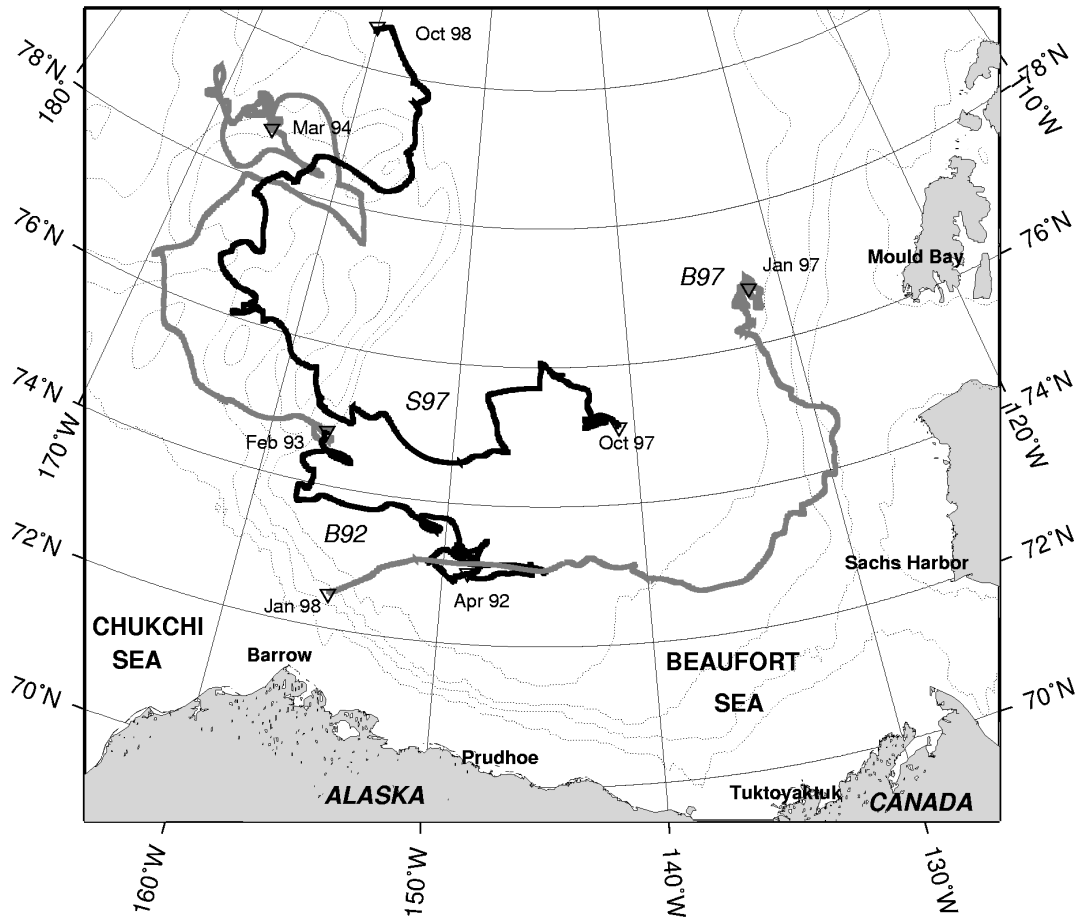 Oct 98
78˚N
180˚
78˚N
110˚W
Mar 94
76˚N
76˚N
Mould Bay
B97
Jan 97
74˚N
74˚N
170˚W
120˚W
S97
Feb 93
Oct 97
B92
72˚N
72˚N
Sachs Harbor
Jan 98
Apr 92
CHUKCHI
SEA
Barrow
BEAUFORT
SEA
70˚N
70˚N
Prudhoe
Tuktoyaktuk
ALASKA
CANADA
160˚W
150˚W
140˚W
130˚W